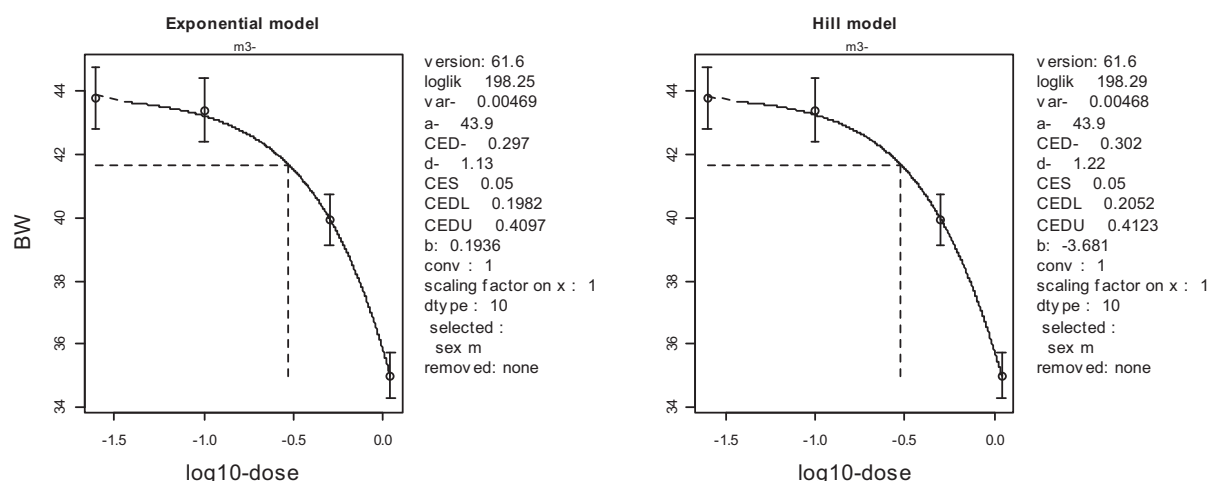 Exponential model
m3-
44
42
40
38
36
34
BW
-1.5 -1.0 -0.5 0.0
log10-dose
version: 61.6
loglik 198.25
var- 0.00469
a- 43.9
CED- 0.297
d- 1.13
CES 0.05
CEDL 0.1982
CEDU 0.4097
b: 0.1936
conv : 1
scaling factor on x : 1
dtype : 10
selected :
sex m
removed: none
Hill model
m3-
44
42
40
38
36
34
-1.5 -1.0 -0.5 0.0
log10-dose
version: 61.6
loglik 198.29
var- 0.00468
a- 43.9
CED- 0.302
d- 1.22
CES 0.05
CEDL 0.2052
CEDU 0.4123
b: -3.681
conv : 1
scaling factor on x : 1
dtype : 10
selected :
sex m
removed: none